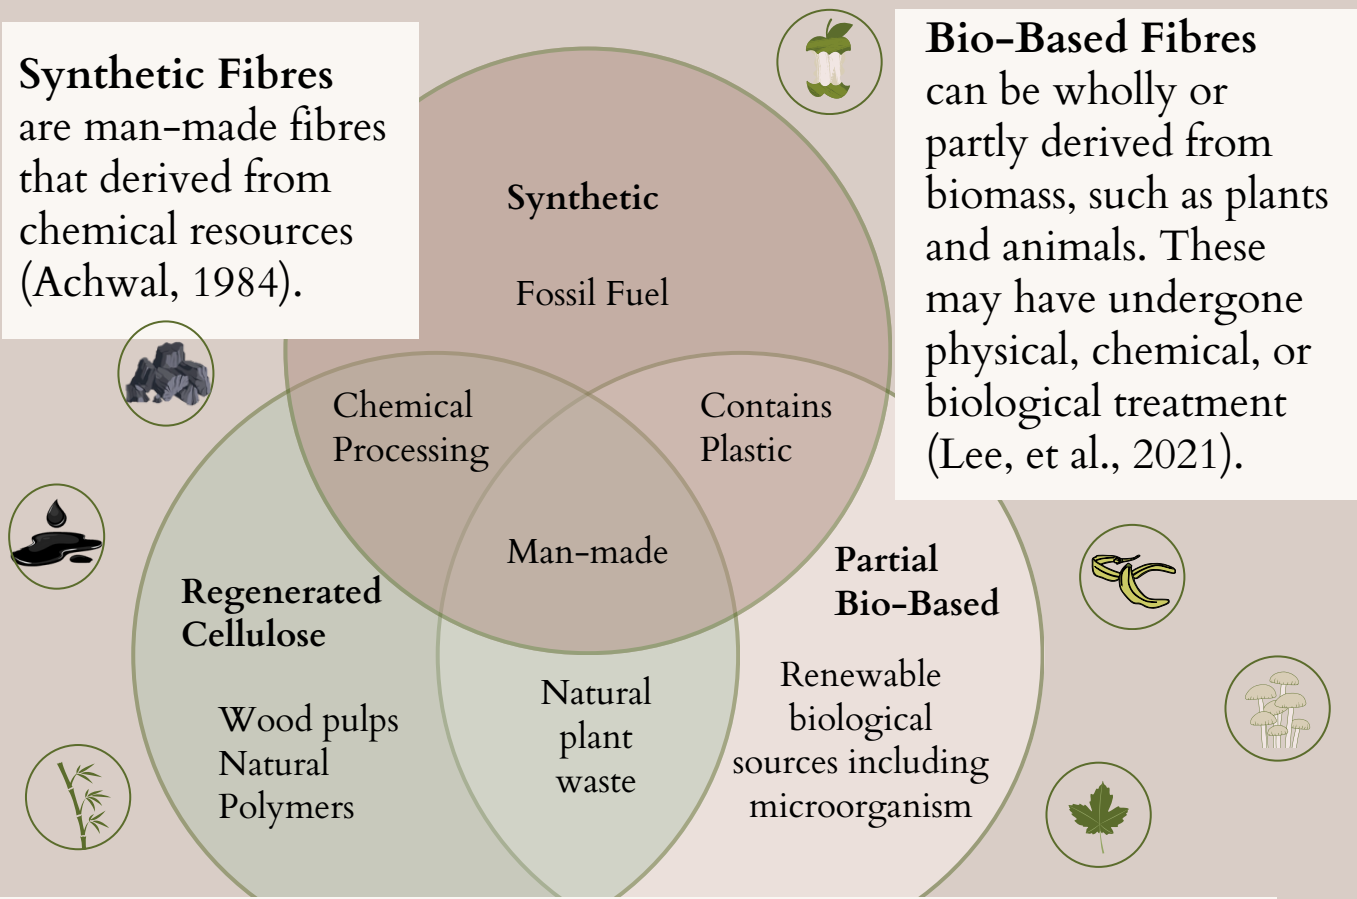 Synthetic Fibres
are man-made fibres
that derived from
chemical resources
(Achwal, 1984).
Bio-Based Fibres
can be wholly or
partly derived from
biomass, such as plants
and animals. These
may have undergone
physical, chemical, or
biological treatment
(Lee, et al., 2021).
Synthetic
Fossil Fuel
Chemical
Processing
Contains
Plastic
Man-made
Regenerated
Cellulose
Wood pulps
Natural
Polymers
Natural
plant
waste
Partial
Bio-Based
Renewable
biological
sources including
microorganism